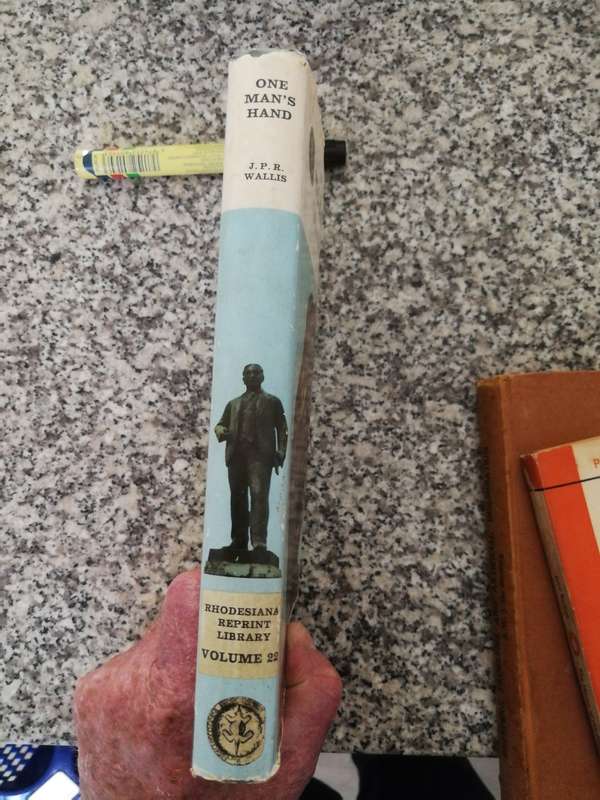 ONE
MAN'S
HAND
J. P. R.
WALLIS
RHODESIANA
REPRINT
LIBRARY
VOLUME 22
P